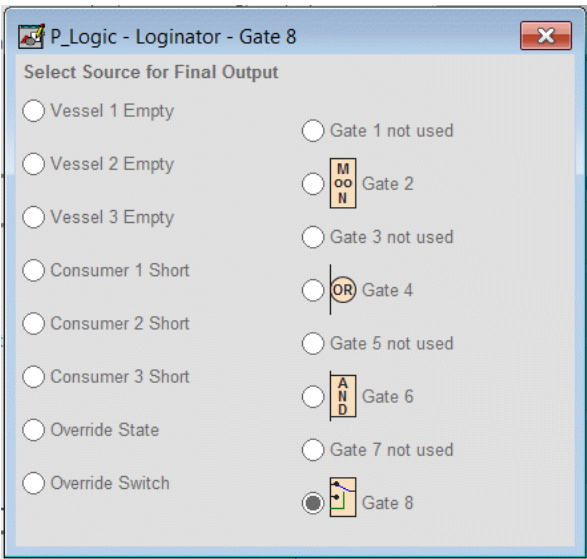 P_Logic - Loginator - Gate 8
Select Source for Final Output
Vessel 1 Empty
Vessel 2 Empty
Vessel 3 Empty
Consumer 1 Short
Consumer 2 Short
Consumer 3 Short
Override State
Override Switch
Gate 1 not used
M
oo
N
Gate 2
Gate 3 not used
OR
Gate 4
Gate 5 not used
A
N
D
Gate 6
Gate 7 not used
Gate 8